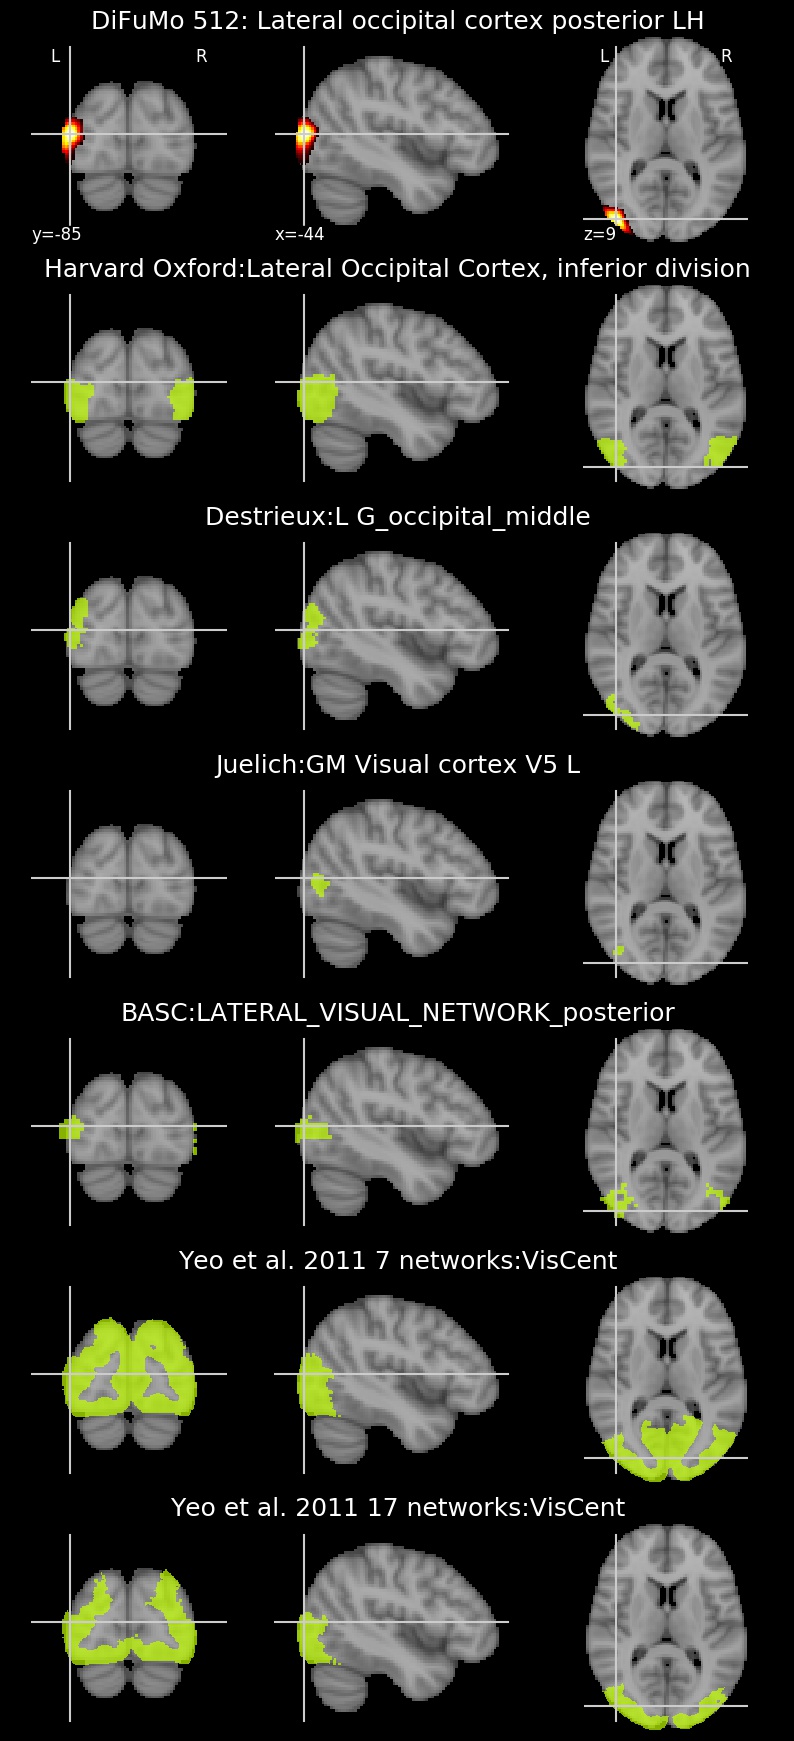 DiFuMo 512: Lateral occipital cortex posterior LH
L R L R
y=-85 x=-44 z=9
Harvard Oxford:Lateral Occipital Cortex, inferior division
Destrieux:L G_occipital_middle
Juelich:GM Visual cortex V5 L
BASC:LATERAL_VISUAL_NETWORK_posterior
Yeo et al. 2011 7 networks:VisCent
Yeo et al. 2011 17 networks:VisCent